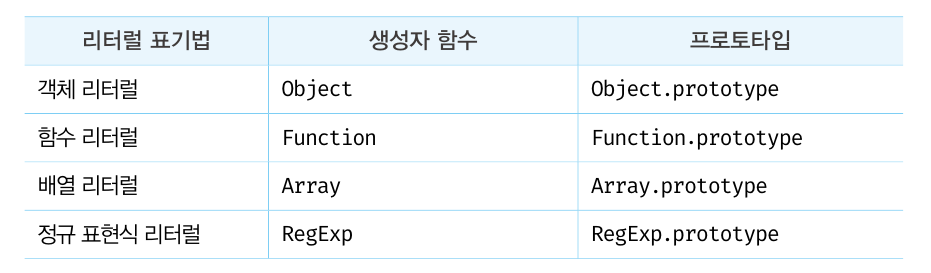 리터럴 표기법 생성자 함수 프로토타입
객체 리터럴 Object Object.prototype
함수 리터럴 Function Function.prototype
배열 리터럴 Array Array.prototype
정규 표현식 리터럴 RegExp RegExp.prototype